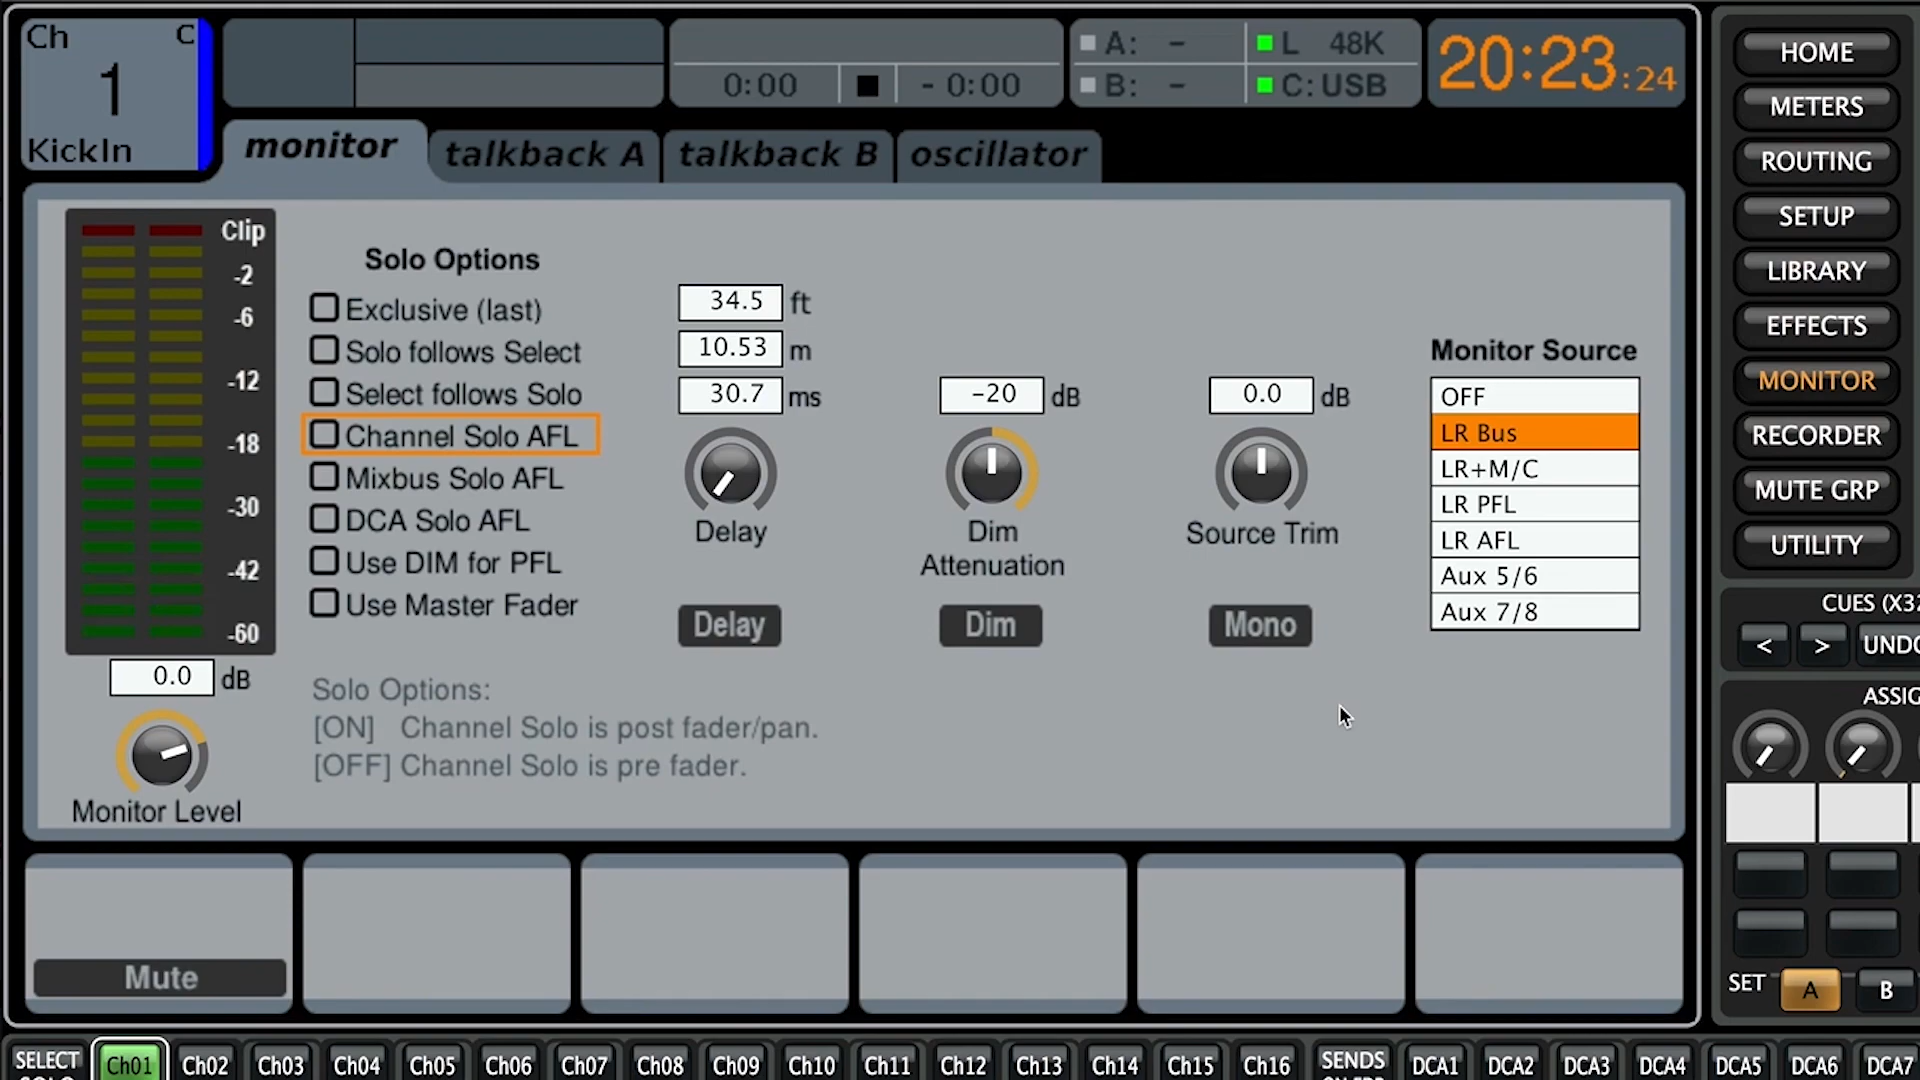 Ch C
1
KickIn
0:00 - 0:00
A: - L 48K
B: - C: USB
20:23:24
monitor
talkback A
talkback B
oscillator
Clip
-2
-6
-12
-18
-30
-42
-60
0.0 dB
Monitor Level
Solo Options
Exclusive (last)
Solo follows Select
Select follows Solo
Channel Solo AFL
Mixbus Solo AFL
DCA Solo AFL
Use DIM for PFL
Use Master Fader
Solo Options:
[ON] Channel Solo is post fader/pan.
[OFF] Channel Solo is pre fader.
34.5 ft
10.53 m
30.7 ms
Delay
Delay
-20 dB
Dim
Attenuation
Dim
0.0 dB
Source Trim
Mono
Monitor Source
OFF
LR Bus
LR+M/C
LR PFL
LR AFL
Aux 5/6
Aux 7/8
Mute
HOME
METERS
ROUTING
SETUP
LIBRARY
EFFECTS
MONITOR
RECORDER
MUTE GRP
UTILITY
CUES (X32
< > UNDO
ASSIG
SET A B
SELECT Ch01 Ch02 Ch03 Ch04 Ch05 Ch06 Ch07 Ch08 Ch09 Ch10 Ch11 Ch12 Ch13 Ch14 Ch15 Ch16 SENDS DCA1 DCA2 DCA3 DCA4 DCA5 DCA6 DCA7